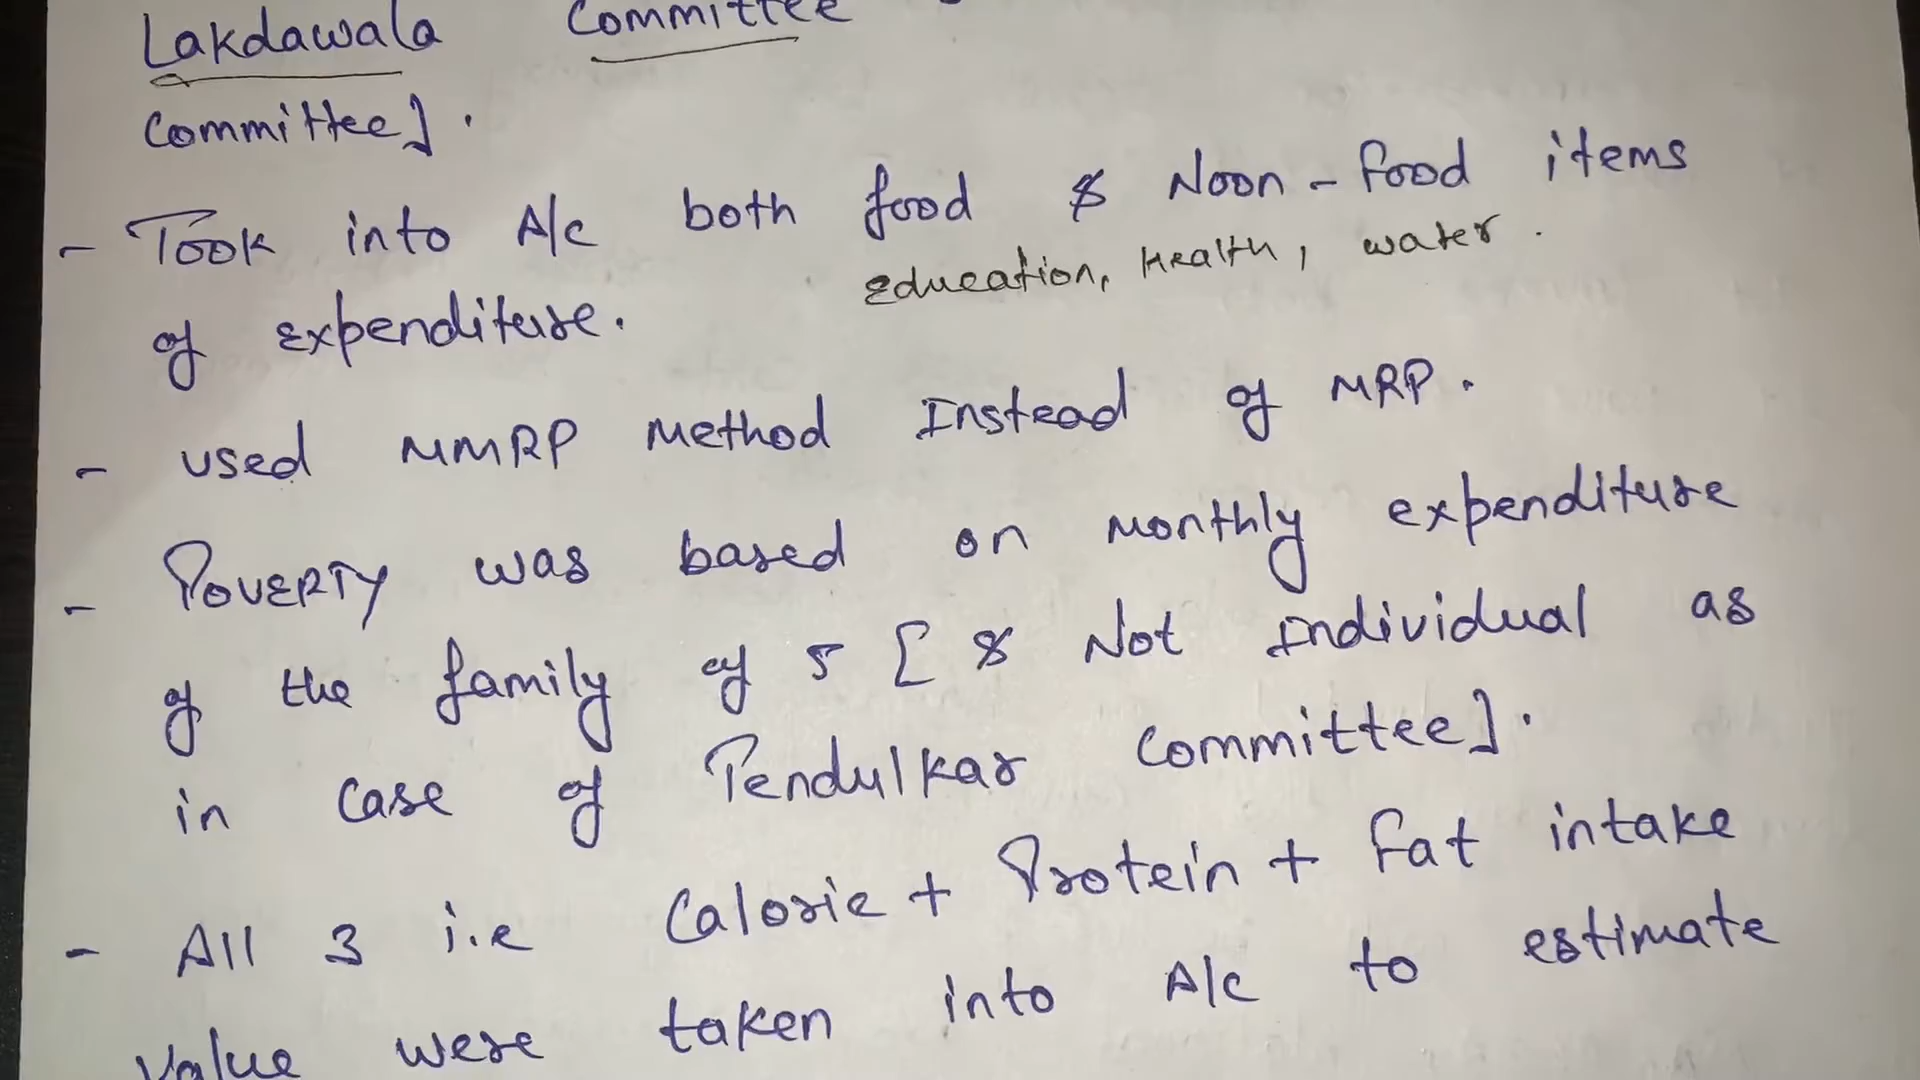 Lakdawala Committee
Committee].
- Took into A/c both food & Noon-food items
education, Health, water.
of expenditure.
- used MMRP Method Instead of MRP.
- Poverty was based on Monthly expenditure
of the family of 5 [& Not Individual as
in case of Tendulkar Committee].
- All 3 i.e Calorie + Protein + Fat intake
value were taken into A/c to estimate